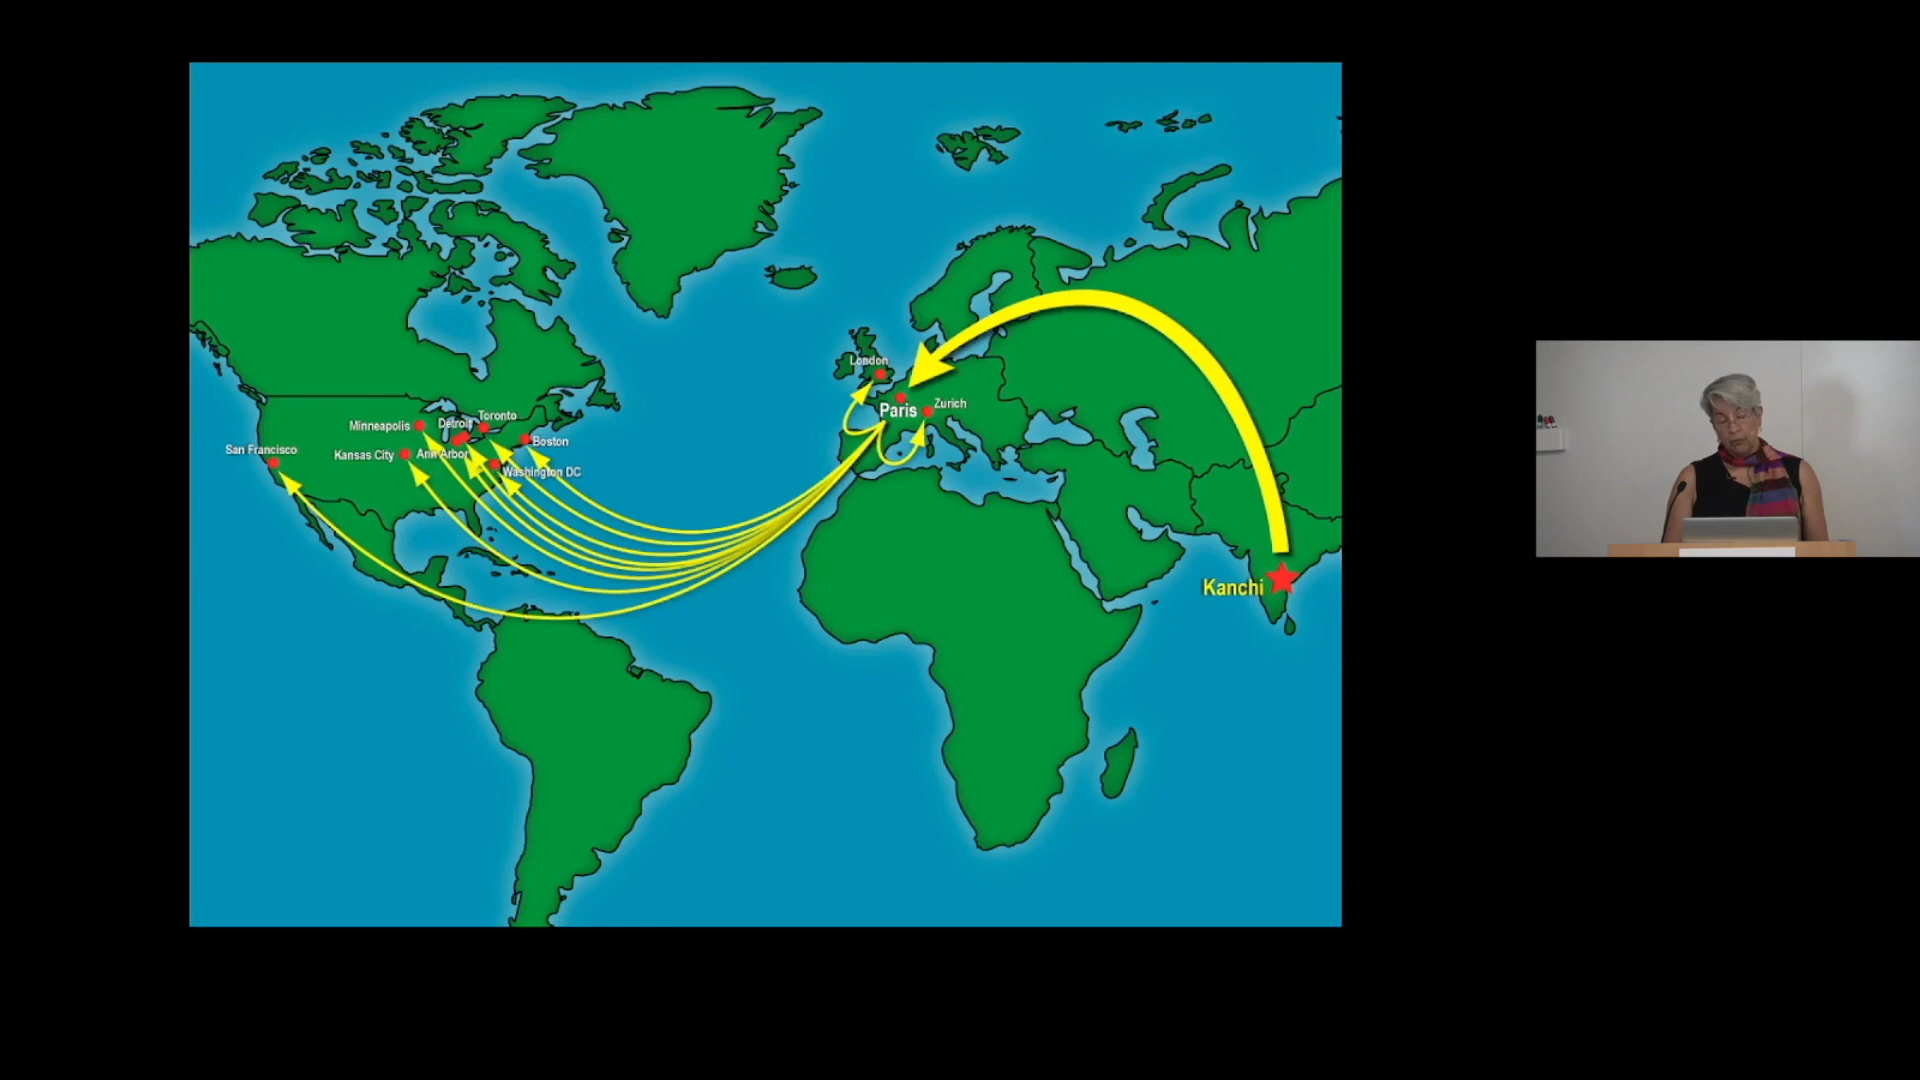 London
Paris
Zurich
Toronto
Detroit
Minneapolis
Boston
San Francisco
Kansas City
Ann Arbor
Washington DC
Kanchi